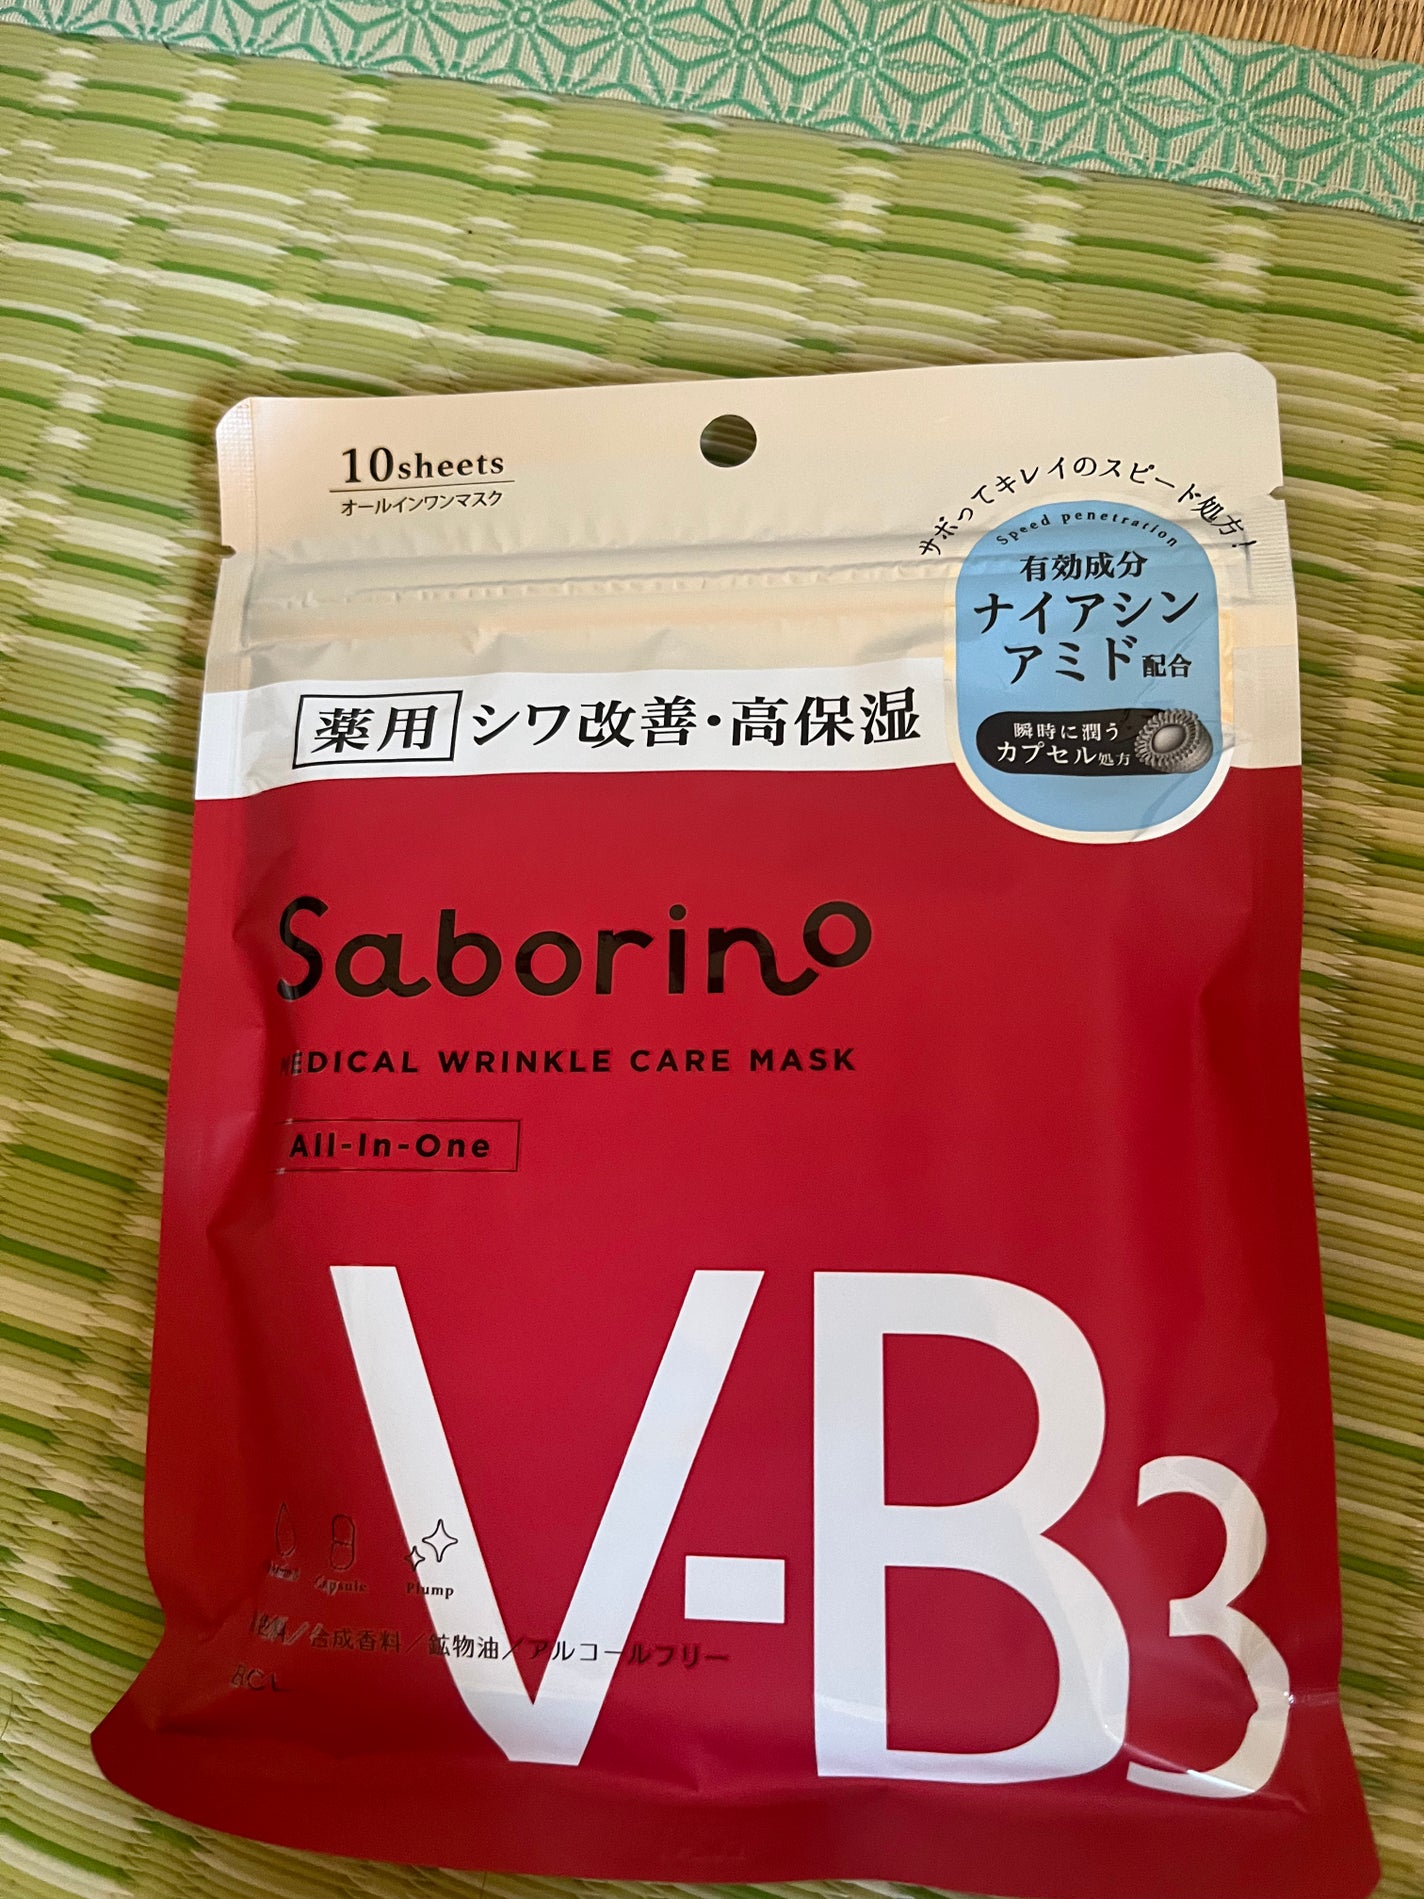 10sheets
オールインワンマスク
サボってキレイのスピード処方!
Speed penetration
有効成分
ナイアシン
アミド配合
瞬時に潤う
カプセル処方
薬用 シワ改善・高保湿
Saborino
MEDICAL WRINKLE CARE MASK
All-In-One
V-B3
Capsule
Plump
合成香料/鉱物油/アルコールフリー
BCL